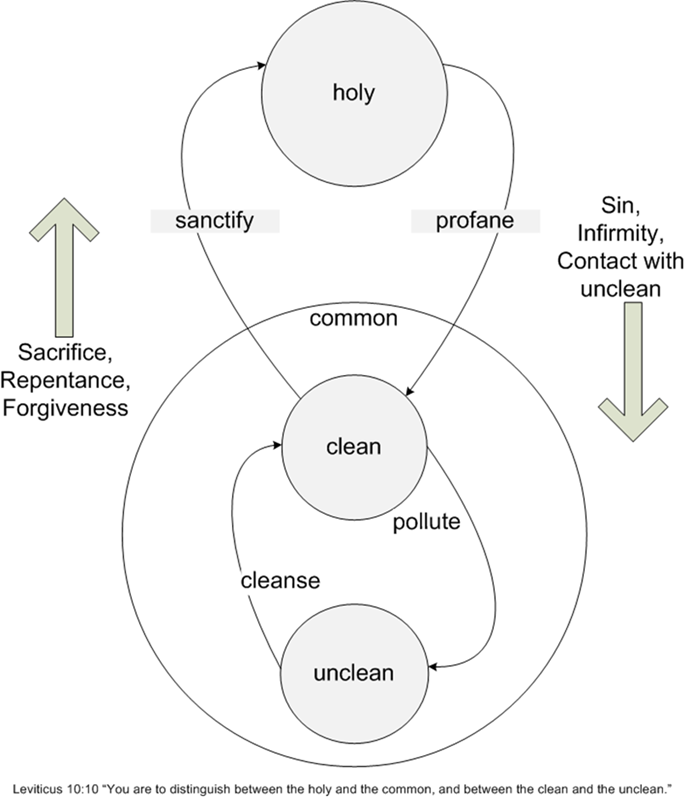 holy
sanctify
profane
Sin,
Infirmity,
Contact with
unclean
common
Sacrifice,
Repentance,
Forgiveness
clean
pollute
cleanse
unclean
Leviticus 10:10 “You are to distinguish between the holy and the common, and between the clean and the unclean.”